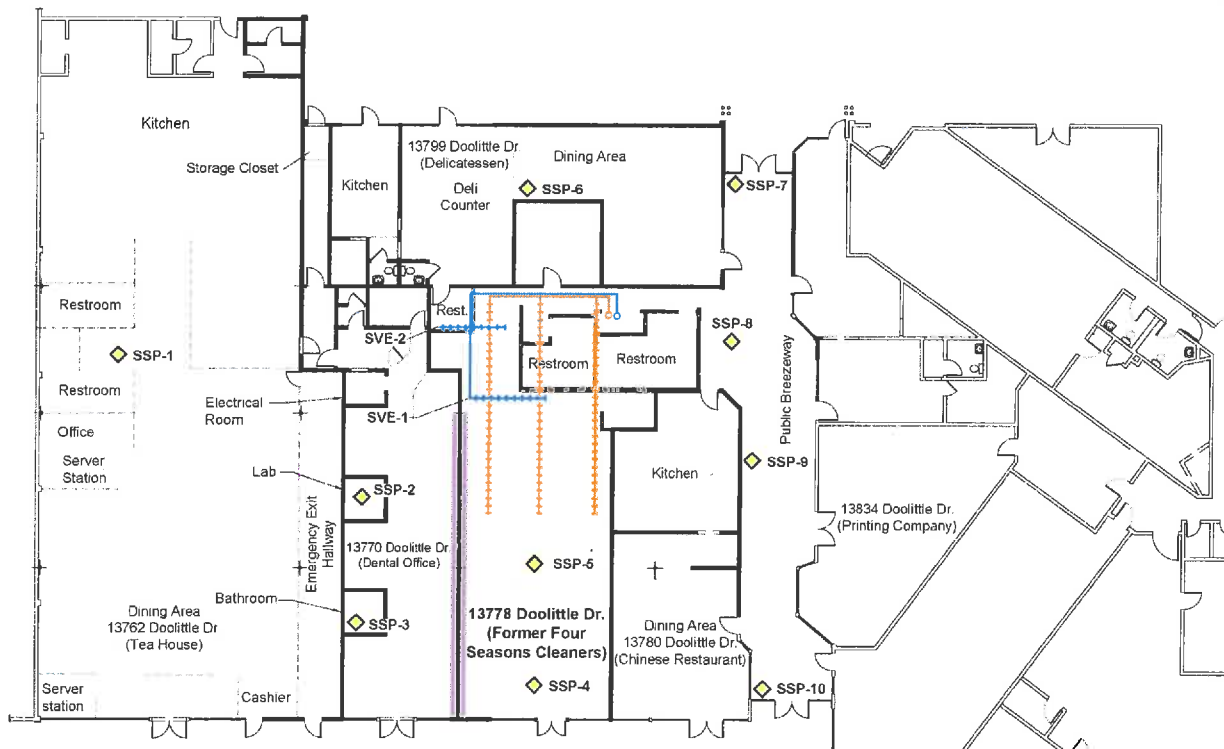 Kitchen
Storage Closet
Kitchen
13799 Doolittle Dr.
(Delicatessen)
Deli
Counter
Dining Area
SSP-6
SSP-7
Restroom
SSP-1
Restroom
Office
Server
Station
Rest.
SVE-2
SVE-1
Restroom
Restroom
SSP-8
Electrical
Room
Public Breezeway
SSP-9
Kitchen
Lab
SSP-2
Emergency Exit
Hallway
13770 Doolittle Dr
(Dental Office)
13834 Doolittle Dr.
(Printing Company)
SSP-5
Bathroom
SSP-3
Dining Area
13762 Doolittle Dr
(Tea House)
13778 Doolittle Dr.
(Former Four
Seasons Cleaners)
Dining Area
13780 Doolittle Dr.
(Chinese Restaurant)
SSP-4
SSP-10
Server
station
Cashier